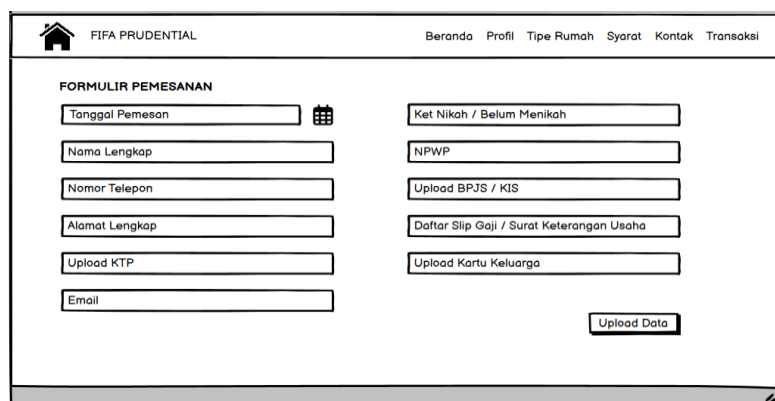 FIFA PRUDENTIAL
Beranda Profil Tipe Rumah Syarat Kontak Transaksi
FORMULIR PEMESANAN
Tanggal Pemesan
Nama Lengkap
Nomor Telepon
Alamat Lengkap
Upload KTP
Email
Ket Nikah / Belum Menikah
NPWP
Upload BPJS / KIS
Daftar Slip Gaji / Surat Keterangan Usaha
Upload Kartu Keluarga
Upload Data